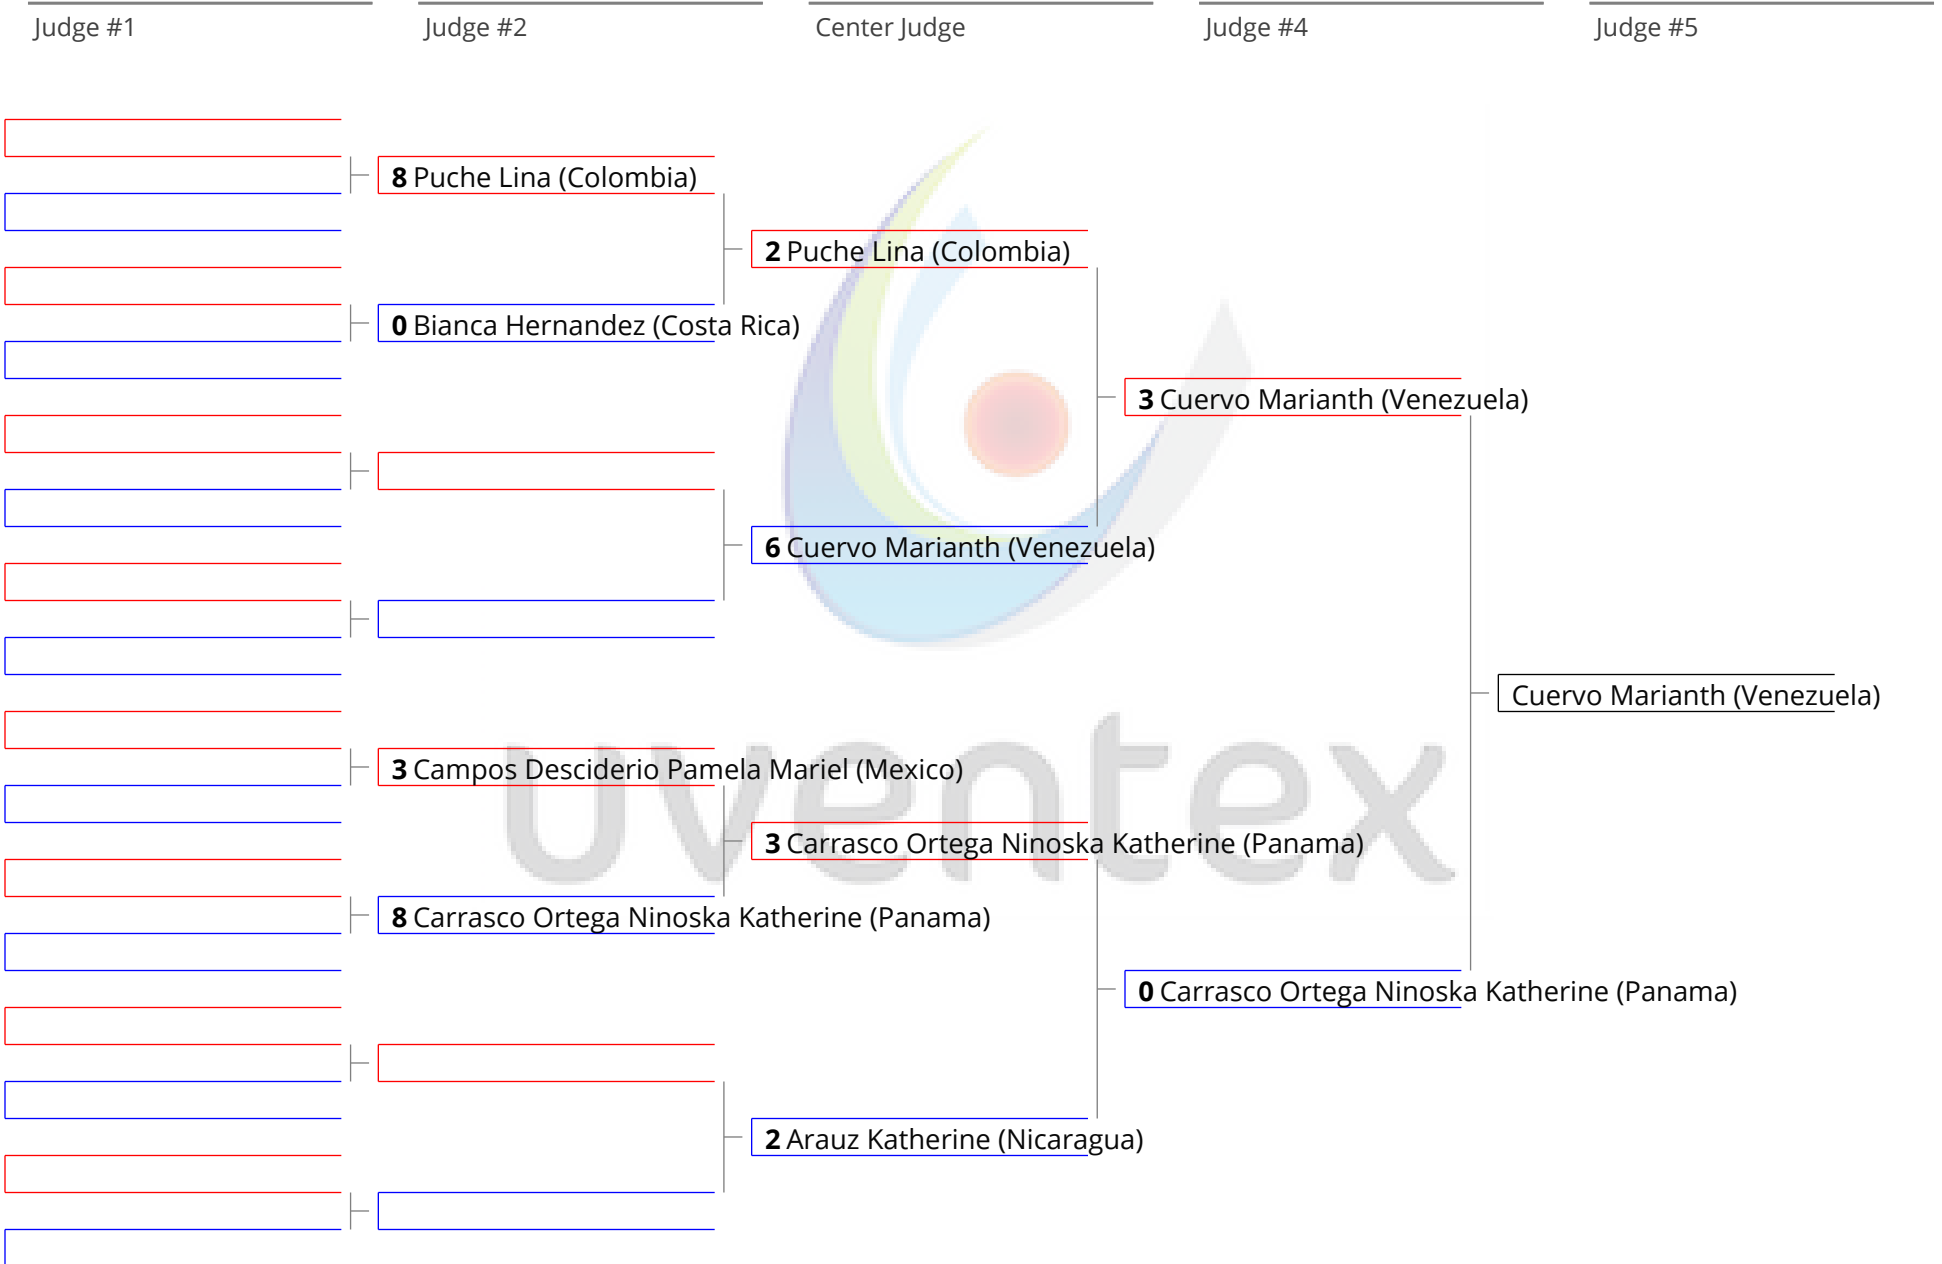 Judge #1
Judge #2
Center Judge
Judge #4
Judge #5
8 Puche Lina (Colombia)
2 Puche Lina (Colombia)
0 Bianca Hernandez (Costa Rica)
3 Cuervo Marianth (Venezuela)
6 Cuervo Marianth (Venezuela)
Cuervo Marianth (Venezuela)
3 Campos Desciderio Pamela Mariel (Mexico)
uventex
3 Carrasco Ortega Ninoska Katherine (Panama)
8 Carrasco Ortega Ninoska Katherine (Panama)
0 Carrasco Ortega Ninoska Katherine (Panama)
2 Arauz Katherine (Nicaragua)